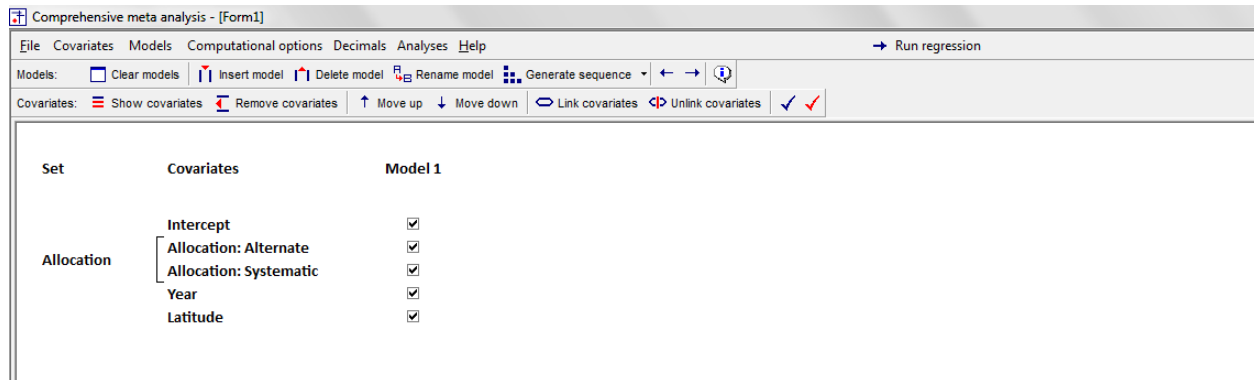 Comprehensive meta analysis - [Form1]
File Covariates Models Computational options Decimals Analyses Help → Run regression
Models: Clear models Insert model Delete model Rename model Generate sequence
Covariates: Show covariates Remove covariates Move up Move down Link covariates Unlink covariates
Set Covariates Model 1
Intercept
Allocation: Alternate
Allocation
Allocation: Systematic
Year
Latitude